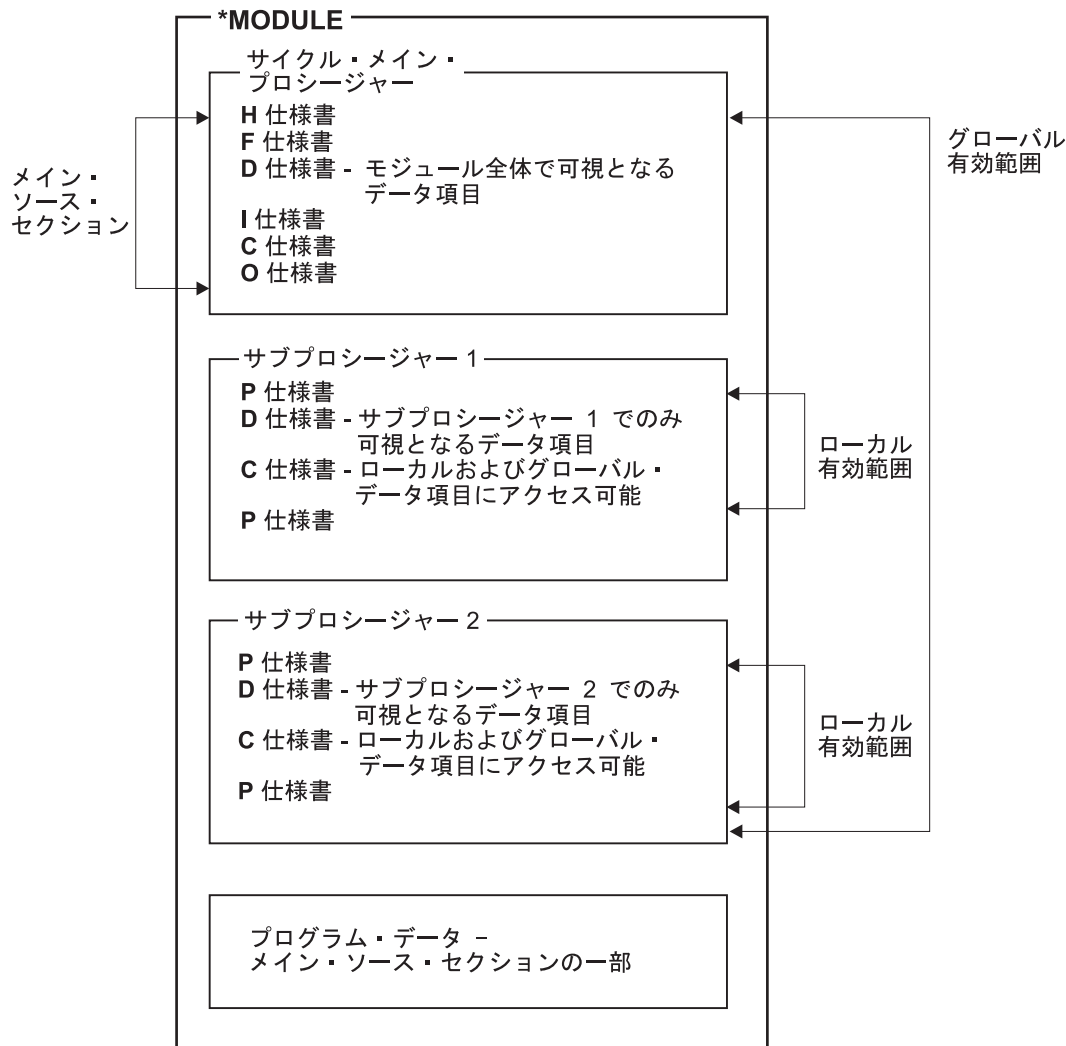 *MODULE
サイクル・メイン・
プロシージャー
H 仕様書
F 仕様書
D 仕様書 - モジュール全体で可視となる
データ項目
I 仕様書
C 仕様書
O 仕様書
メイン・
ソース・
セクション
グローバル
有効範囲
サブプロシージャー 1
P 仕様書
D 仕様書 - サブプロシージャー 1 でのみ
可視となるデータ項目
C 仕様書 - ローカルおよびグローバル・
データ項目にアクセス可能
P 仕様書
ローカル
有効範囲
サブプロシージャー 2
P 仕様書
D 仕様書 - サブプロシージャー 2 でのみ
可視となるデータ項目
C 仕様書 - ローカルおよびグローバル・
データ項目にアクセス可能
P 仕様書
ローカル
有効範囲
プログラム・データ -
メイン・ソース・セクションの一部